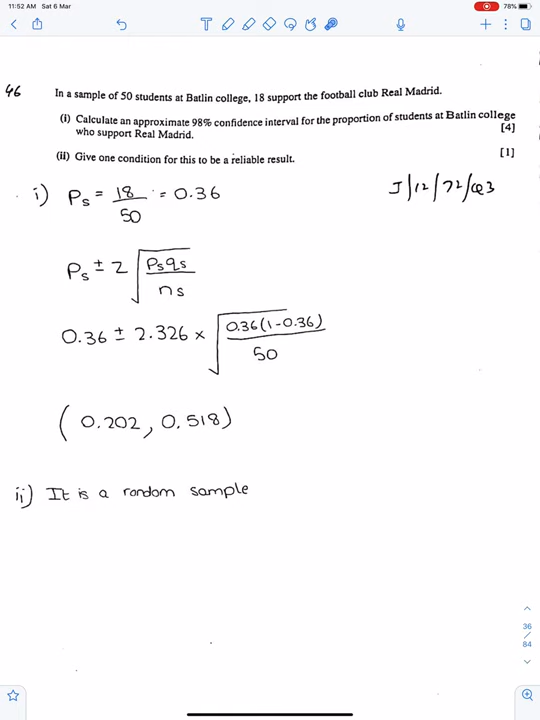 11:52 AM Sat 6 Mar
78%
46
In a sample of 50 students at Batlin college, 18 support the football club Real Madrid.
(i) Calculate an approximate 98% confidence interval for the proportion of students at Batlin college
who support Real Madrid.
[4]
(ii) Give one condition for this to be a reliable result.
[1]
i) Ps = 18/50 = 0.36
J/12/72/Q3
Ps ± z √(Ps qs / ns)
0.36 ± 2.326 × √(0.36(1-0.36) / 50)
(0.202, 0.518)
ii) It is a random sample
36
/
84